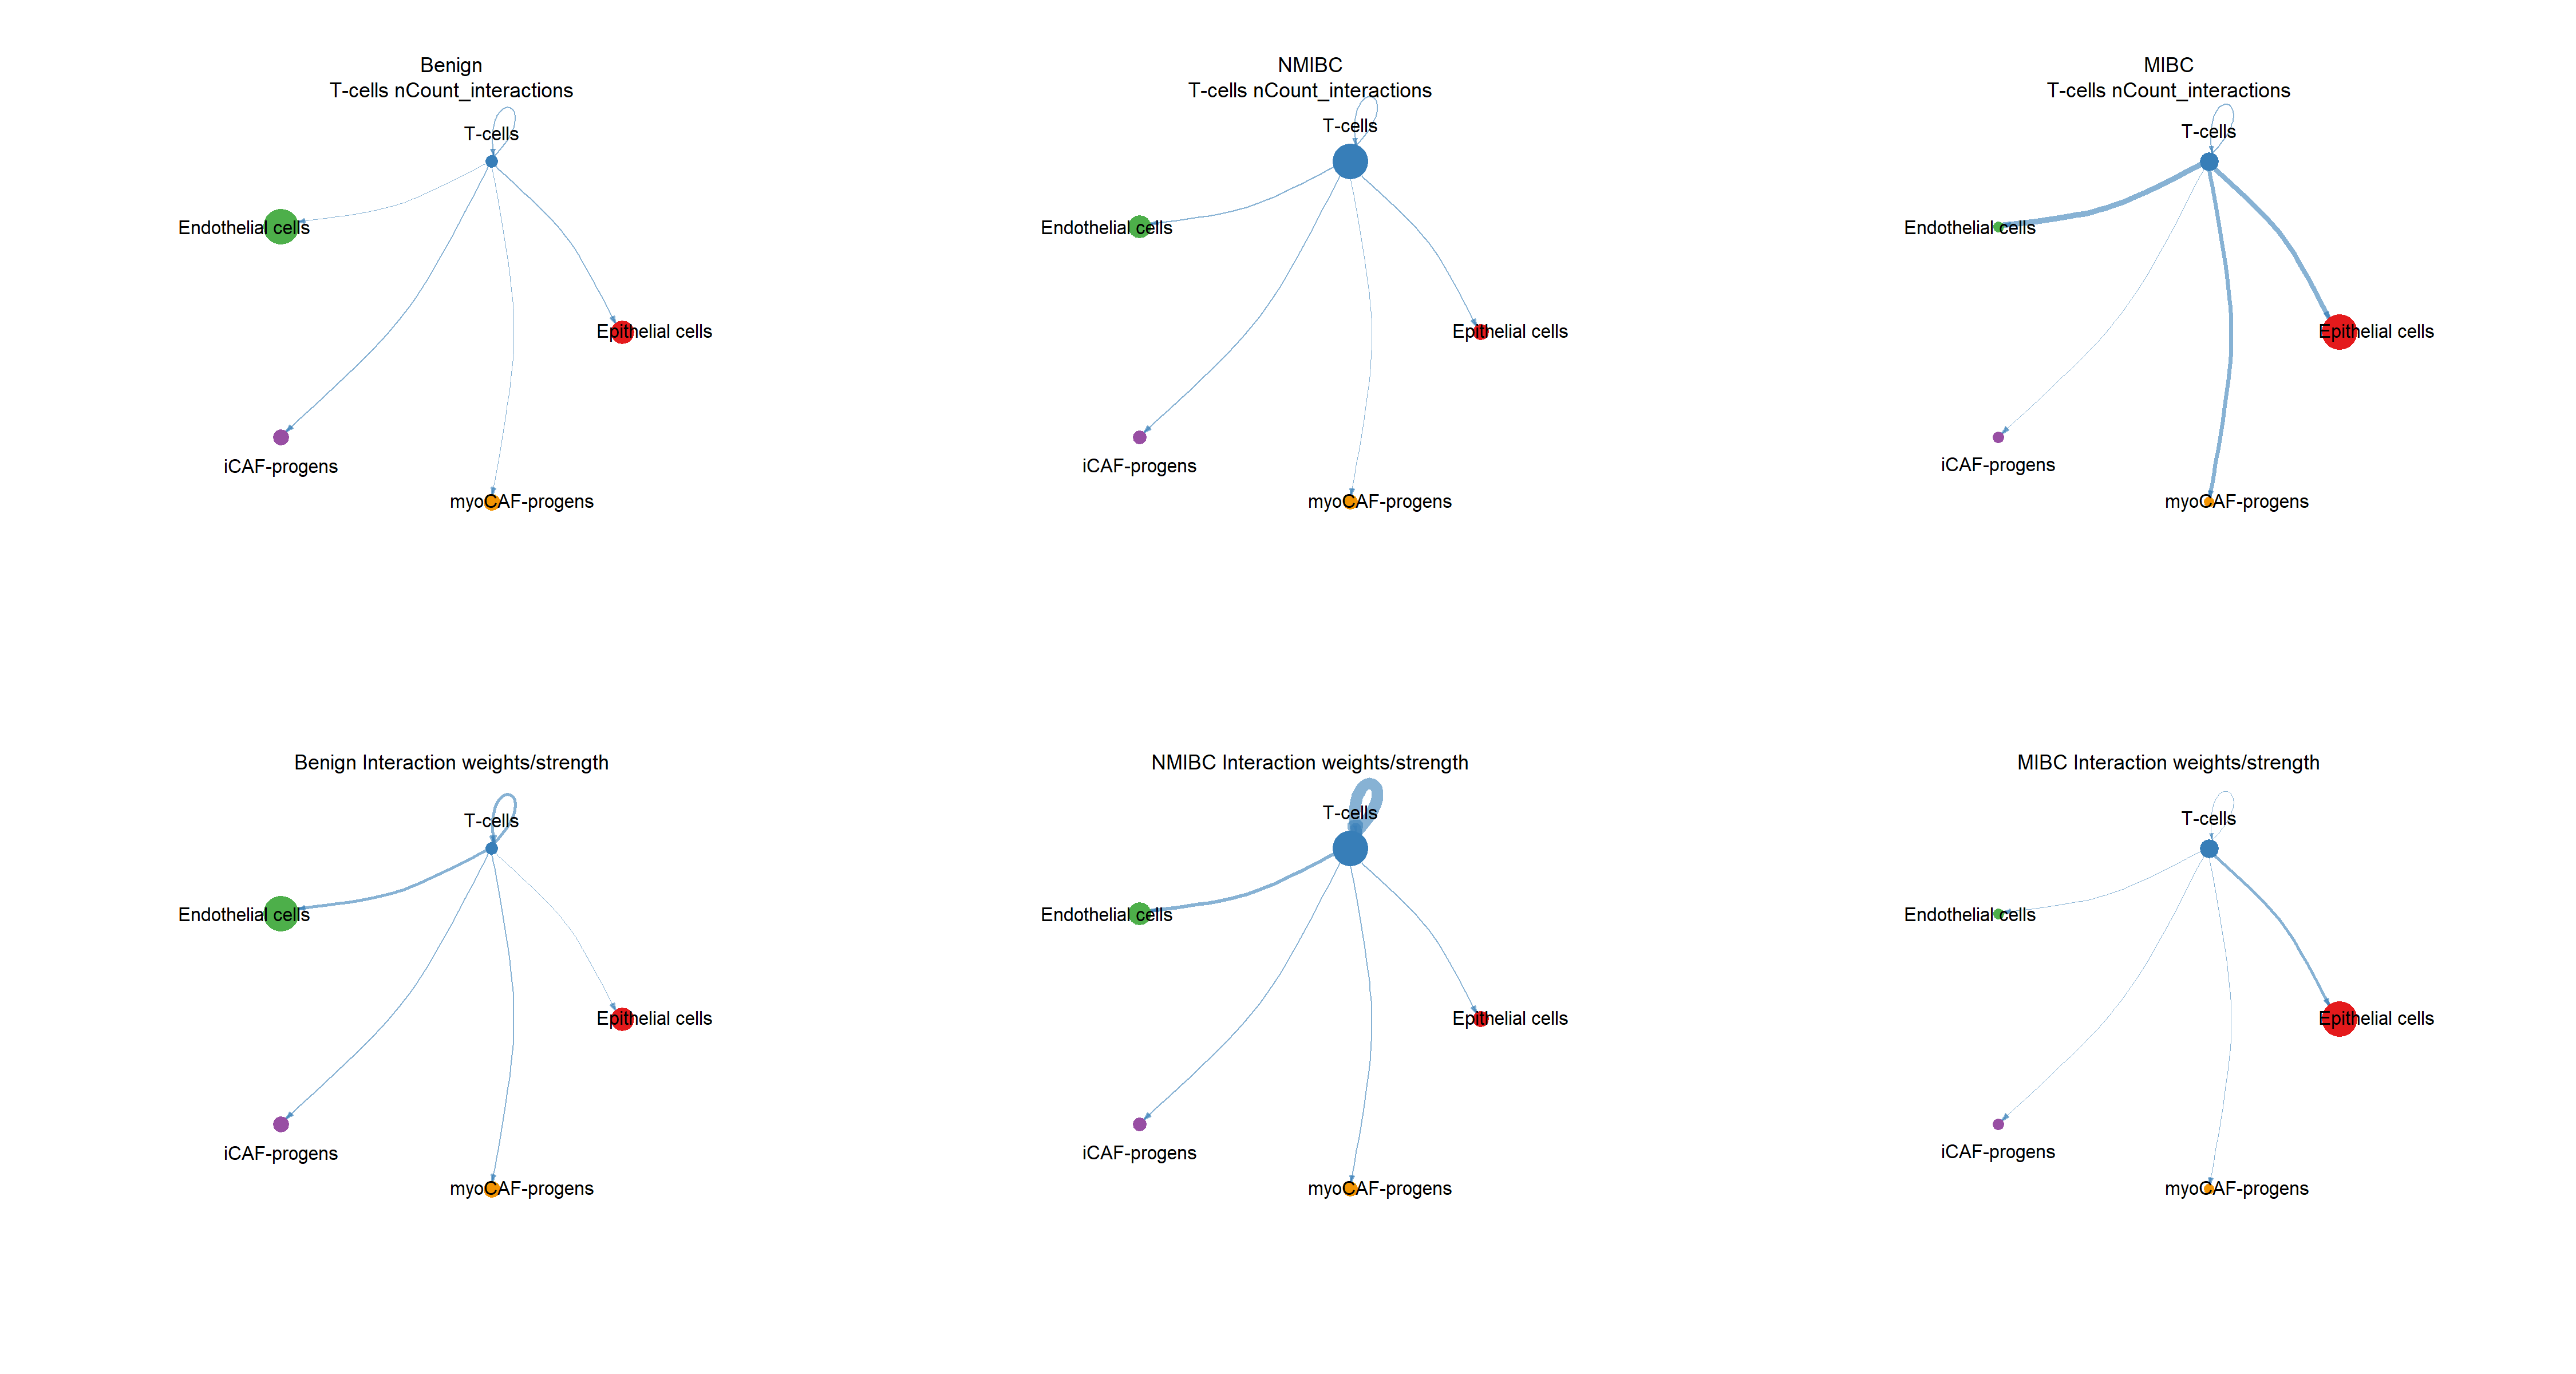 Benign
T-cells nCount_interactions
T-cells
Endothelial cells
Epithelial cells
iCAF-progens
myoCAF-progens
NMIBC
T-cells nCount_interactions
T-cells
Endothelial cells
Epithelial cells
iCAF-progens
myoCAF-progens
MIBC
T-cells nCount_interactions
T-cells
Endothelial cells
Epithelial cells
iCAF-progens
myoCAF-progens
Benign Interaction weights/strength
T-cells
Endothelial cells
Epithelial cells
iCAF-progens
myoCAF-progens
NMIBC Interaction weights/strength
T-cells
Endothelial cells
Epithelial cells
iCAF-progens
myoCAF-progens
MIBC Interaction weights/strength
T-cells
Endothelial cells
Epithelial cells
iCAF-progens
myoCAF-progens